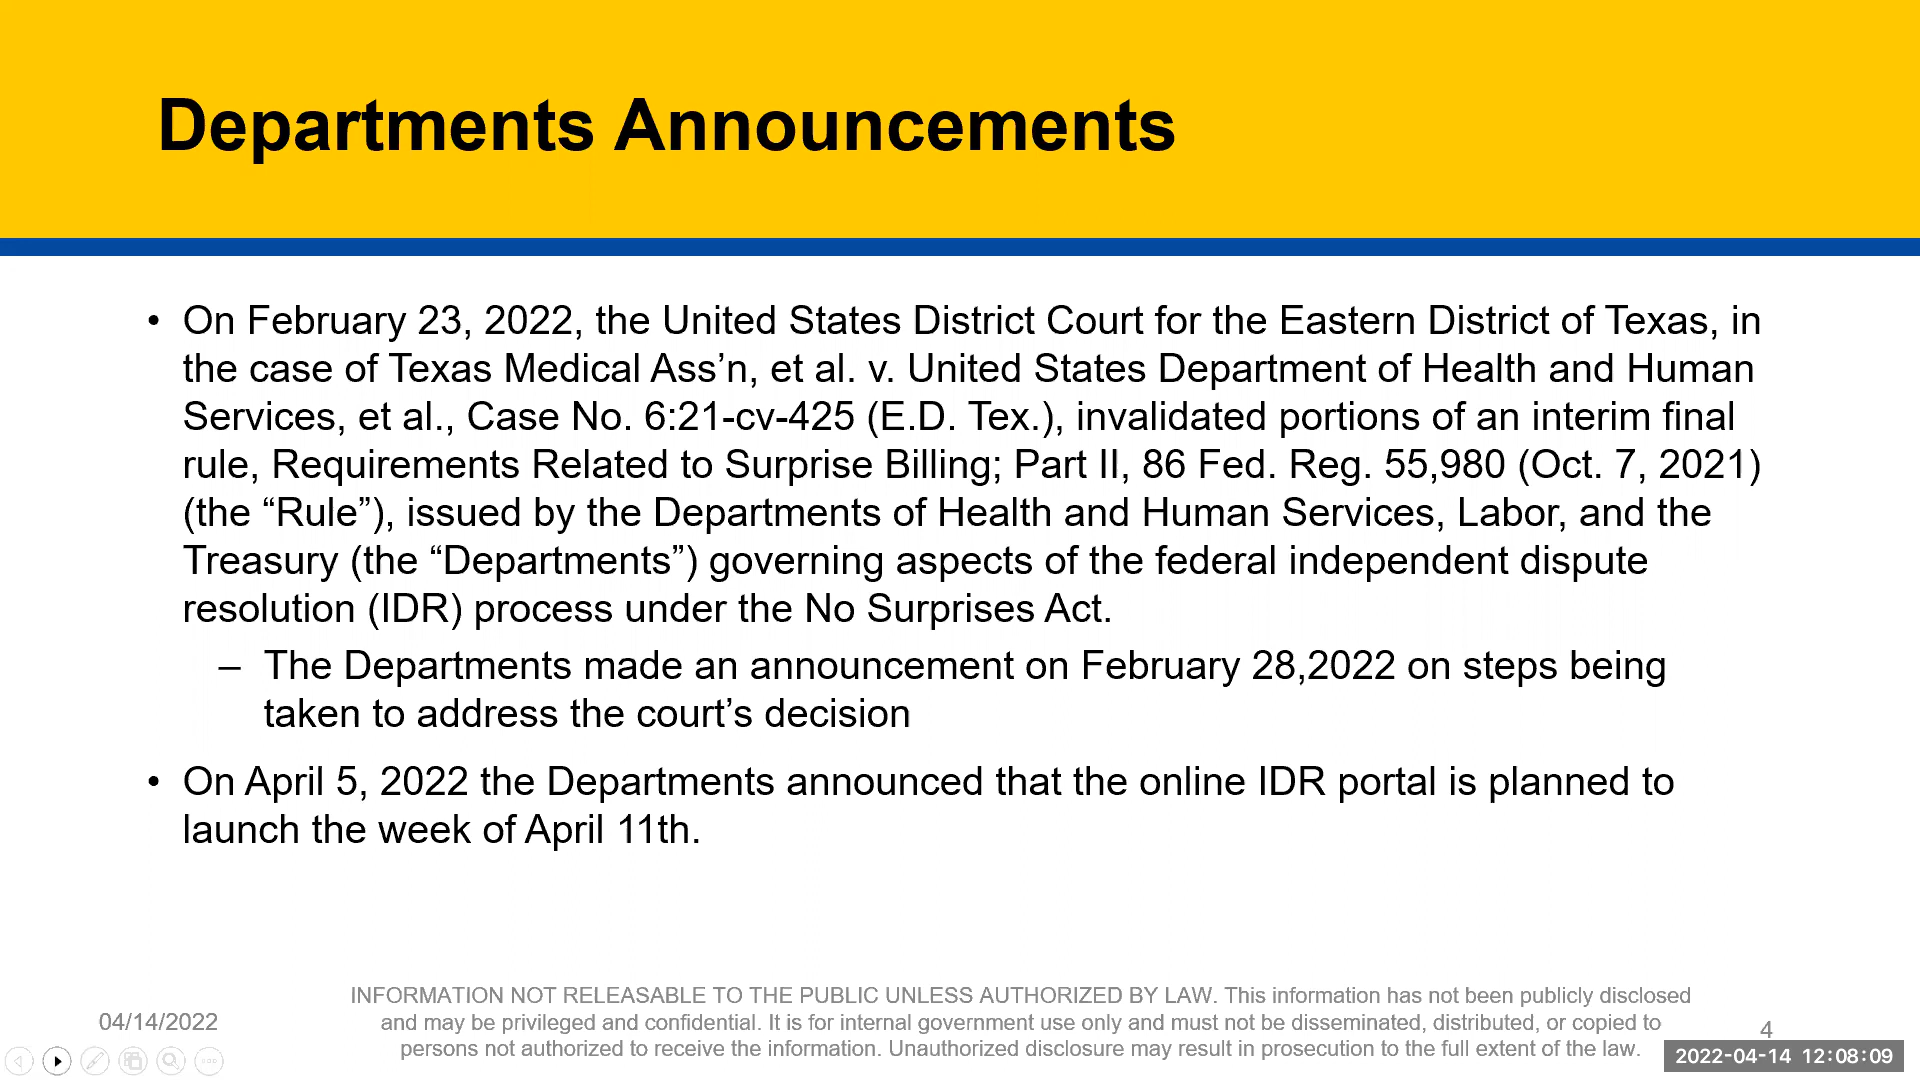 Departments Announcements
• On February 23, 2022, the United States District Court for the Eastern District of Texas, in
the case of Texas Medical Ass’n, et al. v. United States Department of Health and Human
Services, et al., Case No. 6:21-cv-425 (E.D. Tex.), invalidated portions of an interim final
rule, Requirements Related to Surprise Billing; Part II, 86 Fed. Reg. 55,980 (Oct. 7, 2021)
(the “Rule”), issued by the Departments of Health and Human Services, Labor, and the
Treasury (the “Departments”) governing aspects of the federal independent dispute
resolution (IDR) process under the No Surprises Act.
– The Departments made an announcement on February 28,2022 on steps being
taken to address the court’s decision
• On April 5, 2022 the Departments announced that the online IDR portal is planned to
launch the week of April 11th.
04/14/2022
INFORMATION NOT RELEASABLE TO THE PUBLIC UNLESS AUTHORIZED BY LAW. This information has not been publicly disclosed
and may be privileged and confidential. It is for internal government use only and must not be disseminated, distributed, or copied to
persons not authorized to receive the information. Unauthorized disclosure may result in prosecution to the full extent of the law.
4
2022-04-14 12:08:09